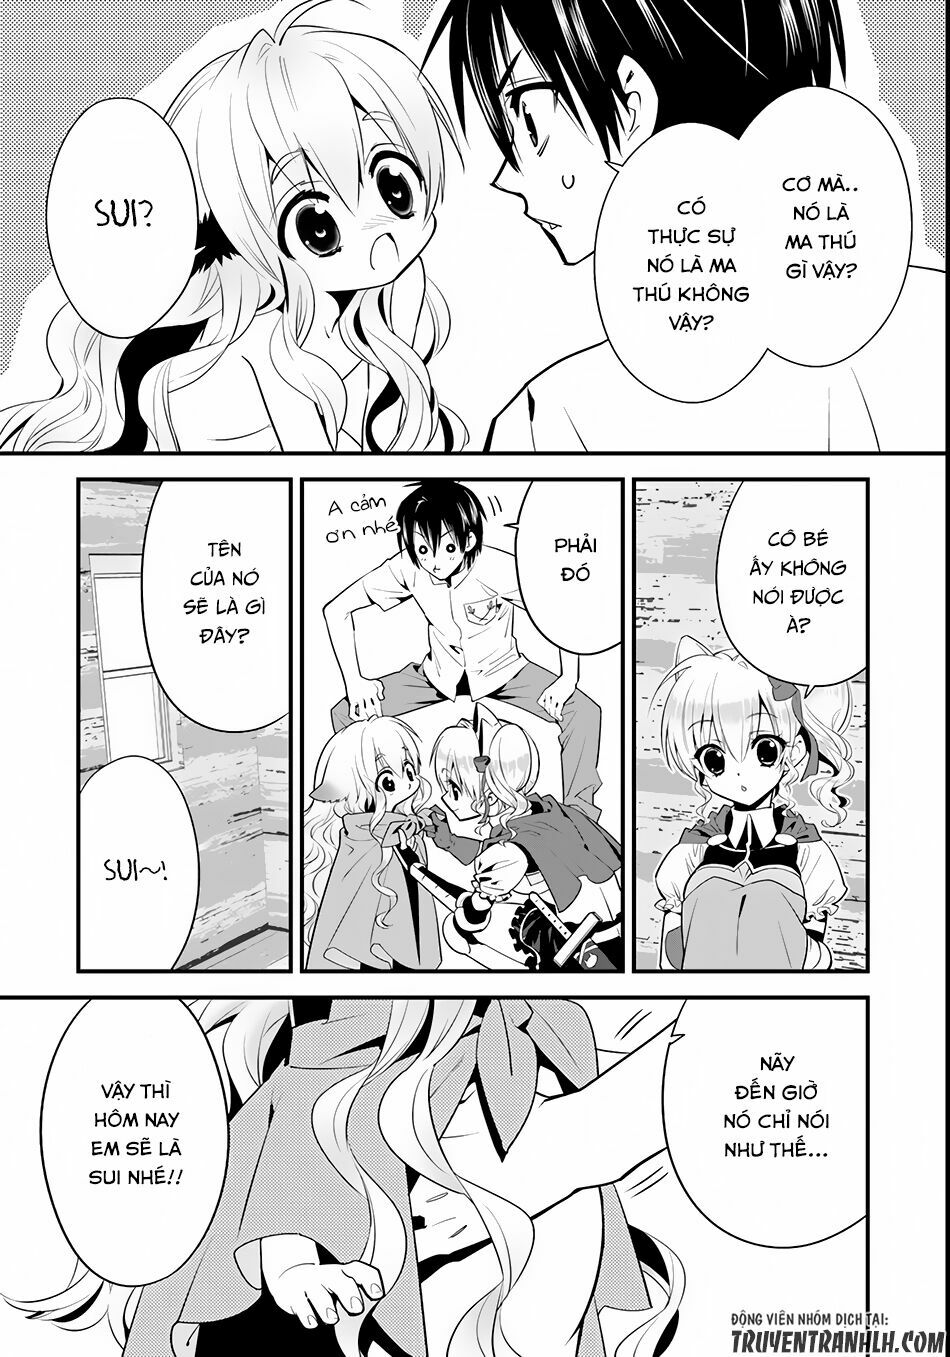 CƠ MÀ..
NÓ LÀ
MA THÚ
GÌ VẬY?
CÓ
THỰC SỰ
NÓ LÀ MA
THÚ KHÔNG
VẬY?
SUI?
CÔ BÉ
ẤY KHÔNG
NÓI ĐƯỢC
À?
PHẢI
ĐÓ
A CẢM
ƠN NHÉ
TÊN
CỦA NÓ
SẼ LÀ GÌ
ĐÂY?
SUI~!
NÃY
ĐẾN GIỜ
NÓ CHỈ NÓI
NHƯ THẾ...
VẬY THÌ
HÔM NAY
EM SẼ LÀ
SUI NHÉ!!
ĐỘNG VIÊN NHÓM DỊCH TẠI:
TRUYENTRANHLH.COM